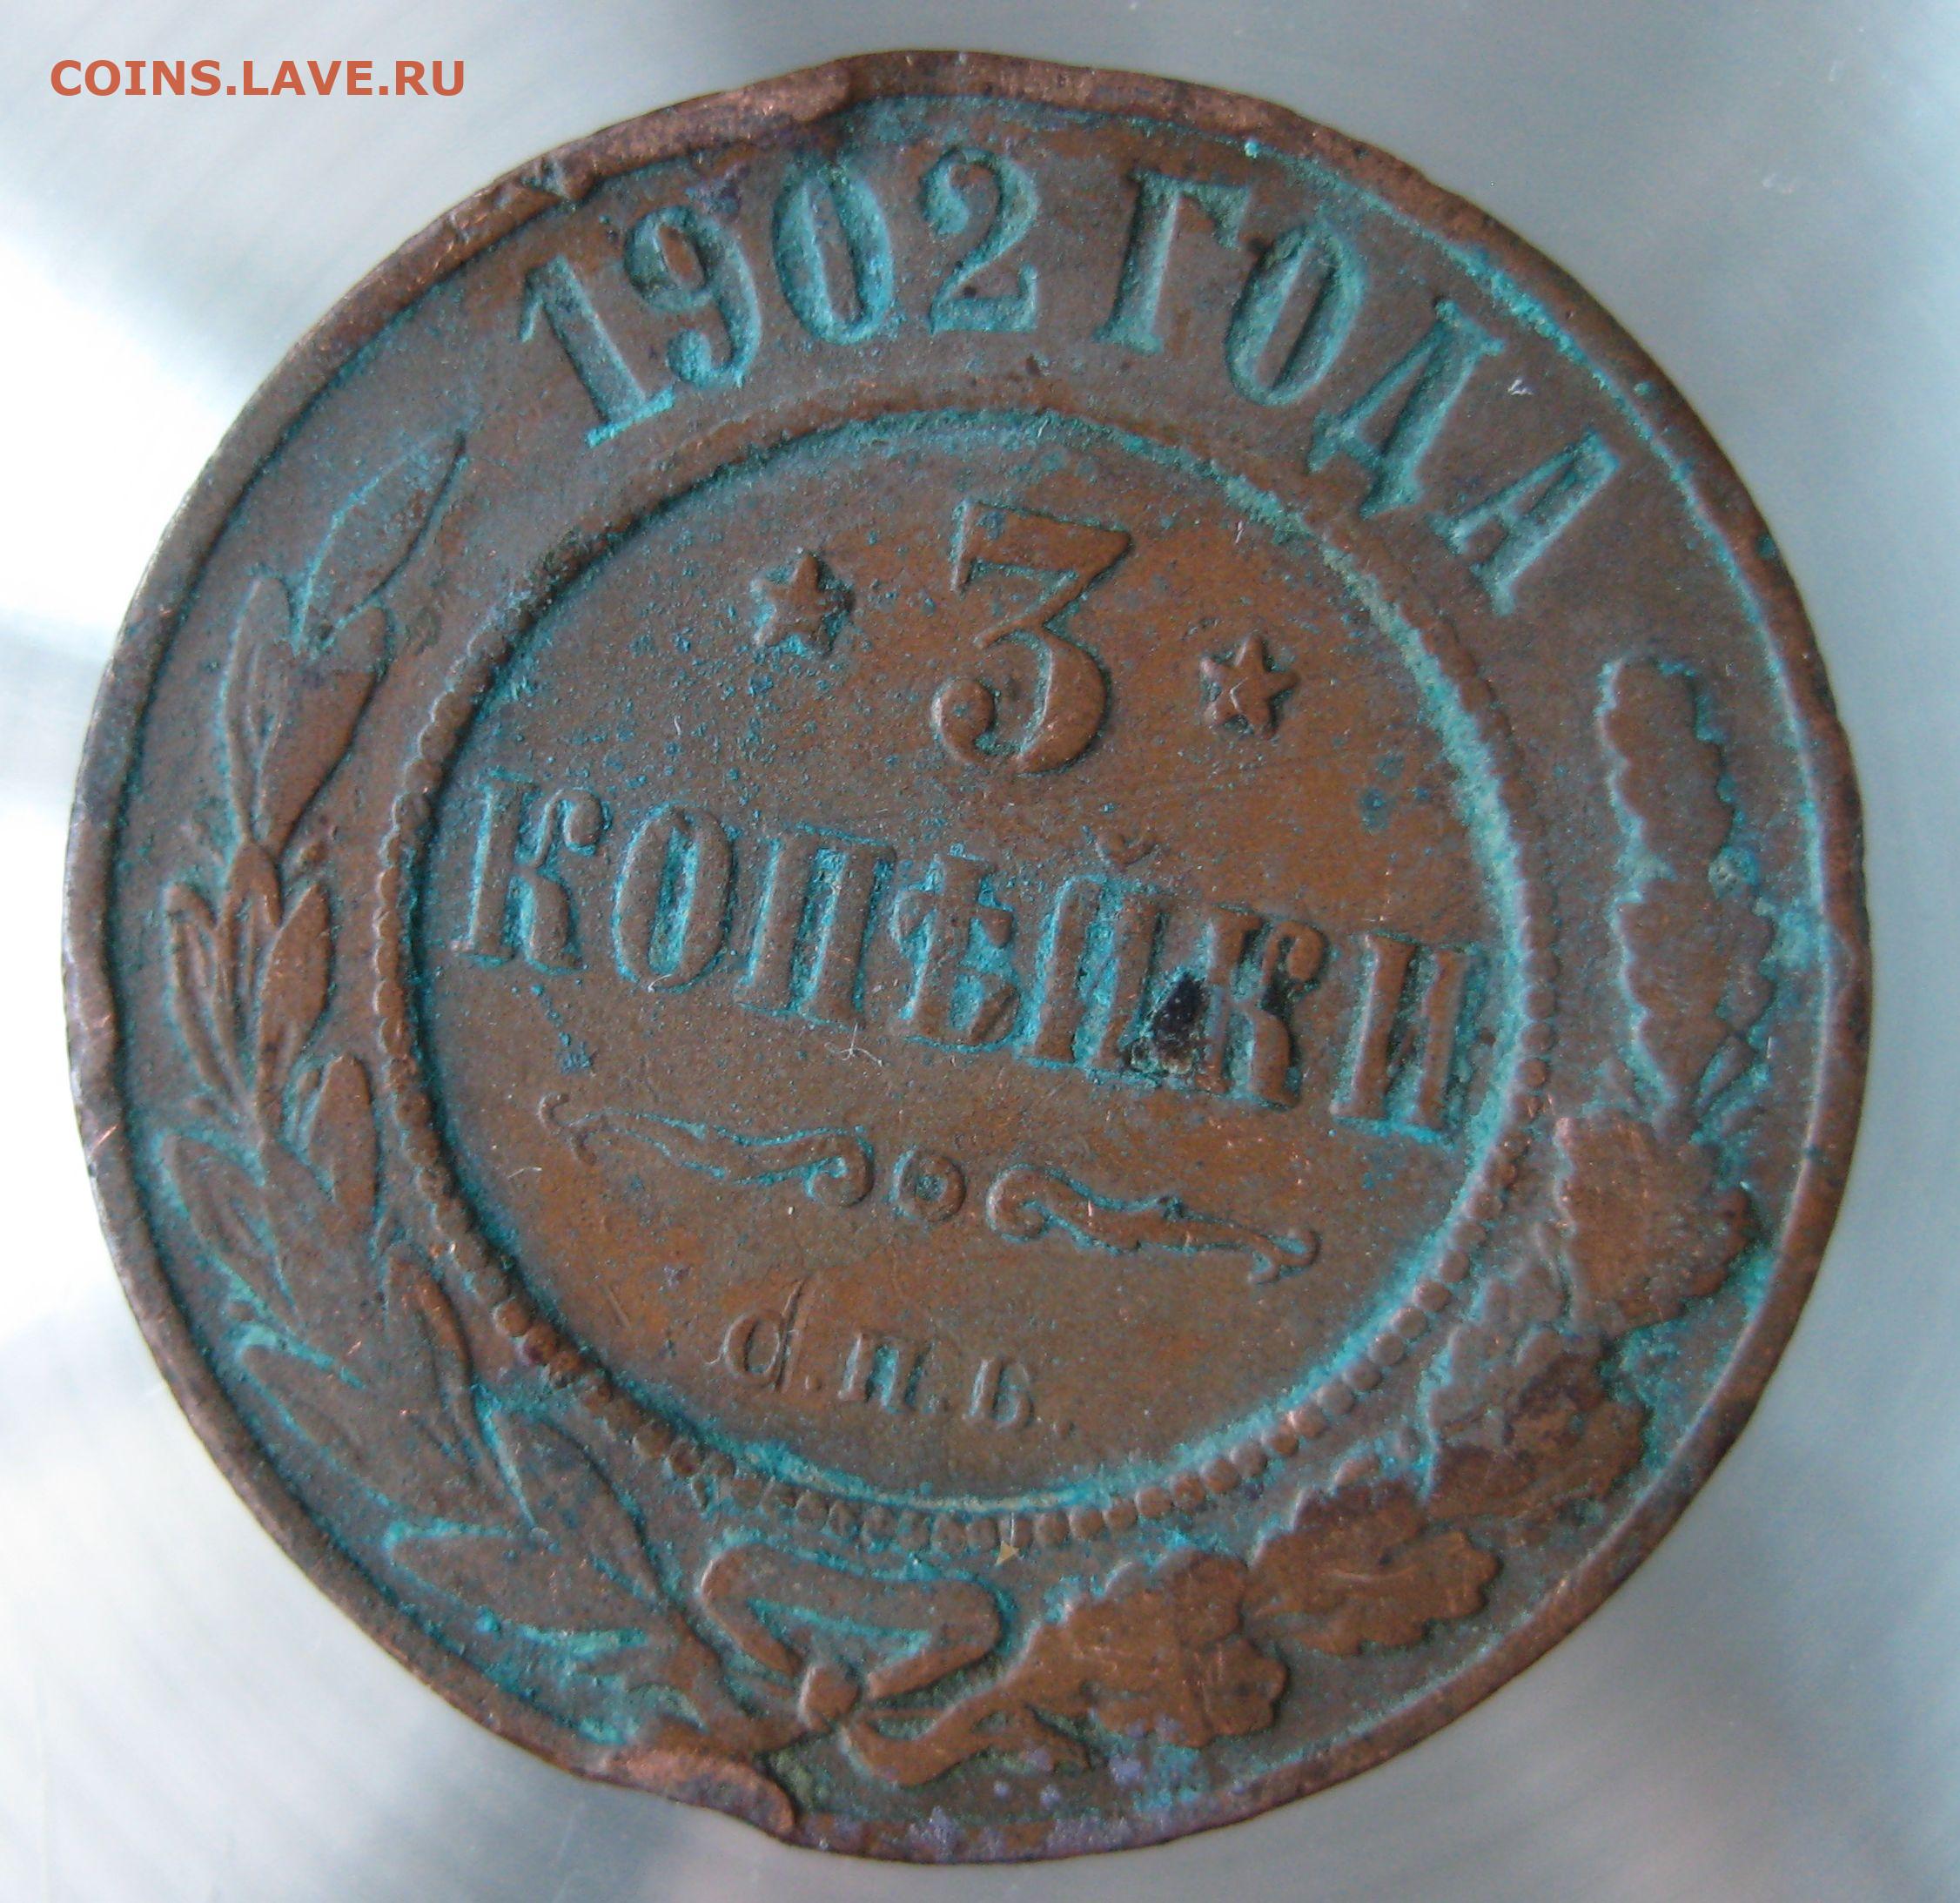 COINS.LAVE.RU
1902 ГОДА
3
КОПѢЙКИ
с.п.б.